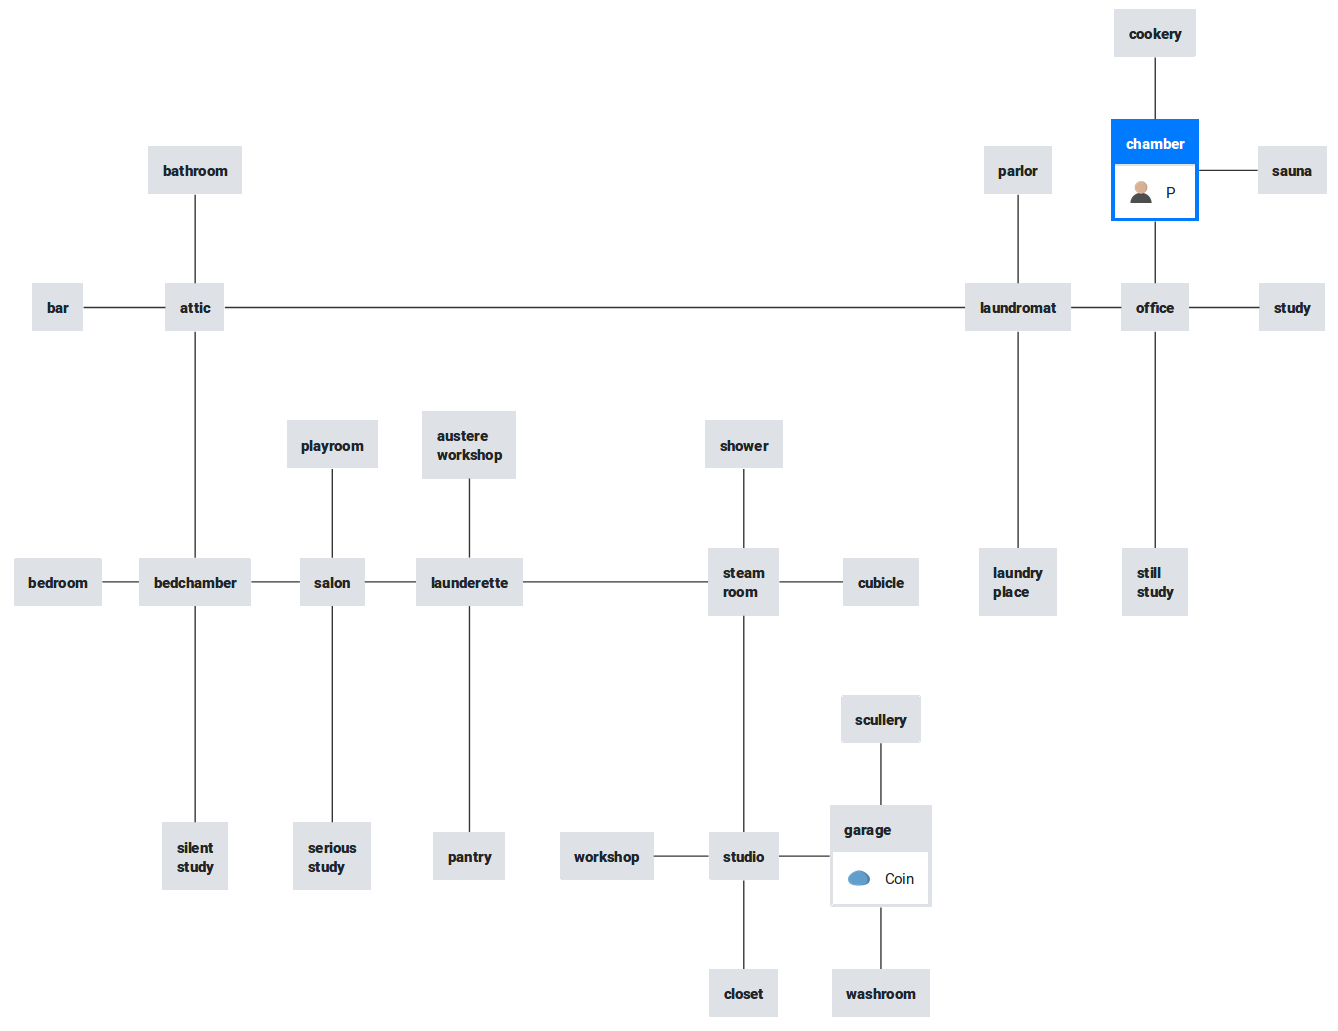 cookery
chamber
P
bathroom
parlor
sauna
bar
attic
laundromat
office
study
playroom
austere
workshop
shower
bedroom
bedchamber
salon
launderette
steam
room
cubicle
laundry
place
still
study
scullery
silent
study
serious
study
pantry
workshop
studio
garage
Coin
closet
washroom